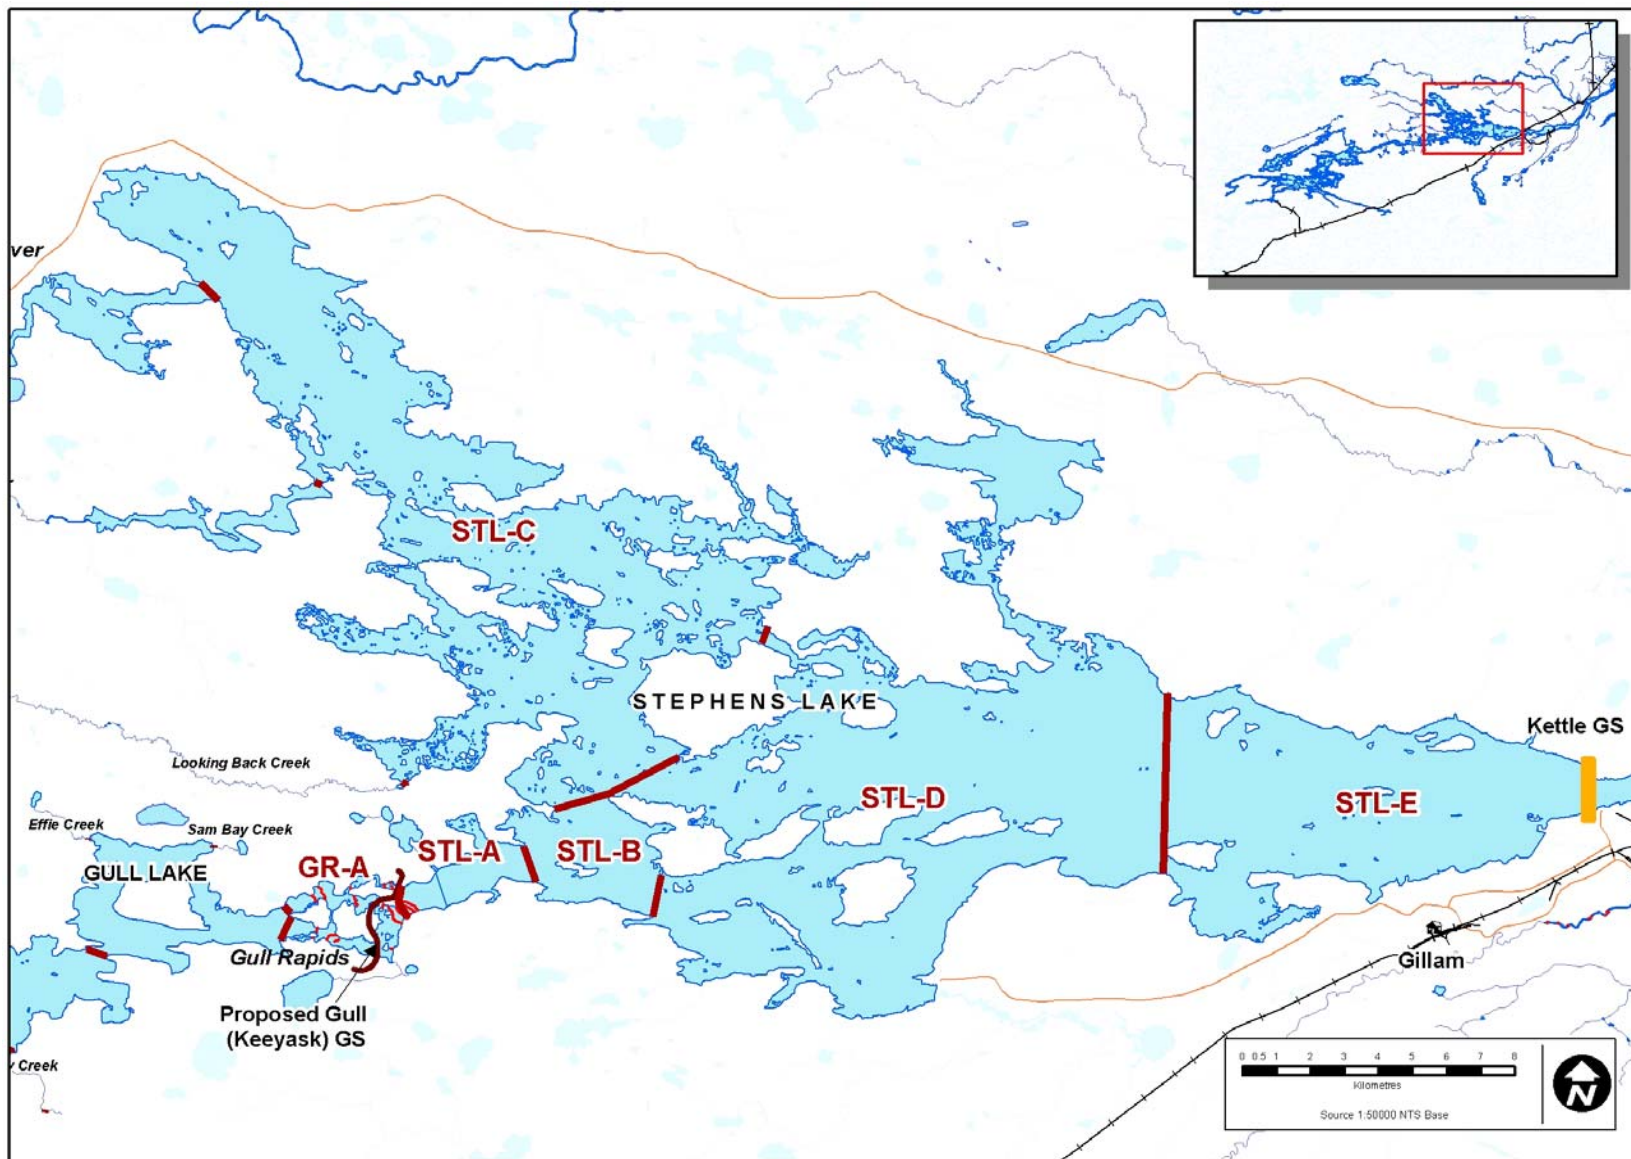 ver
STL-C
STEPHENS LAKE
Kettle GS
Looking Back Creek
STL-D
STL-E
Effie Creek
Sam Bay Creek
STL-A
STL-B
GR-A
GULL LAKE
Gull Rapids
Gillam
Proposed Gull
(Keeyask) GS
Creek
0 0.5 1 2 3 4 5 6 7 8
Kilometres
N
Source 1:50000 NTS Base